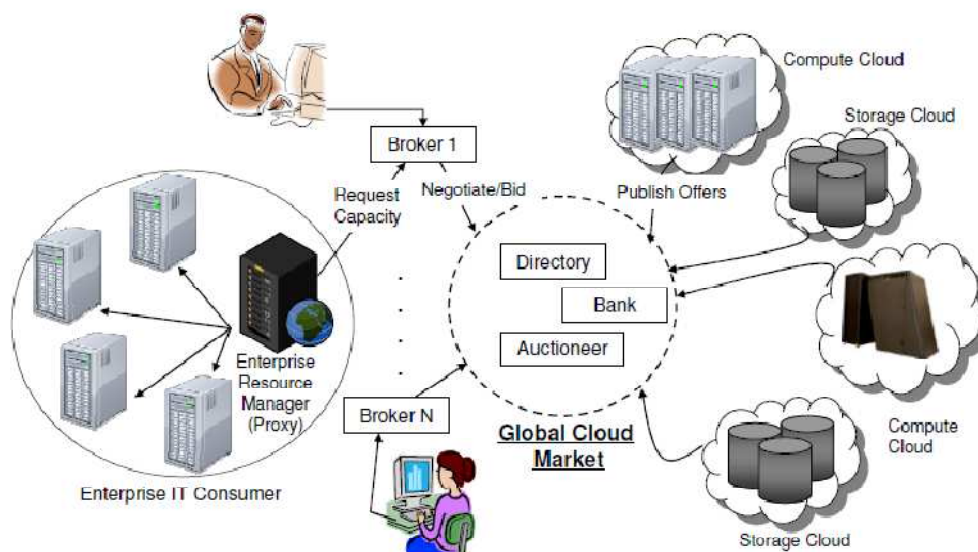 Compute Cloud
Storage Cloud
Broker 1
Request
Capacity
Negotiate/Bid
Publish Offers
Directory
Bank
Auctioneer
Enterprise
Resource
Manager
(Proxy)
Broker N
Global Cloud
Market
Compute
Cloud
Enterprise IT Consumer
Storage Cloud